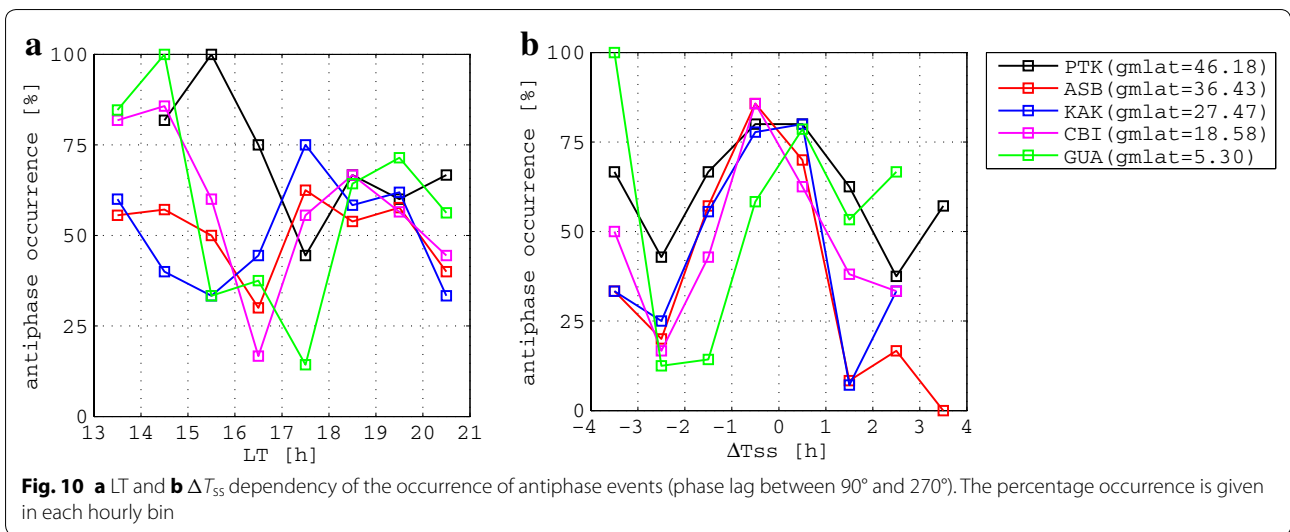 a
100
75
50
25
0
antiphase occurrence [%]
13 14 15 16 17 18 19 20 21
LT [h]
b
100
75
50
25
0
antiphase occurrence [%]
−4 −3 −2 −1 0 1 2 3 4
ΔTss [h]
PTK(gmlat=46.18)
ASB(gmlat=36.43)
KAK(gmlat=27.47)
CBI(gmlat=18.58)
GUA(gmlat=5.30)
Fig. 10 a LT and b ΔTss dependency of the occurrence of antiphase events (phase lag between 90° and 270°). The percentage occurrence is given
in each hourly bin